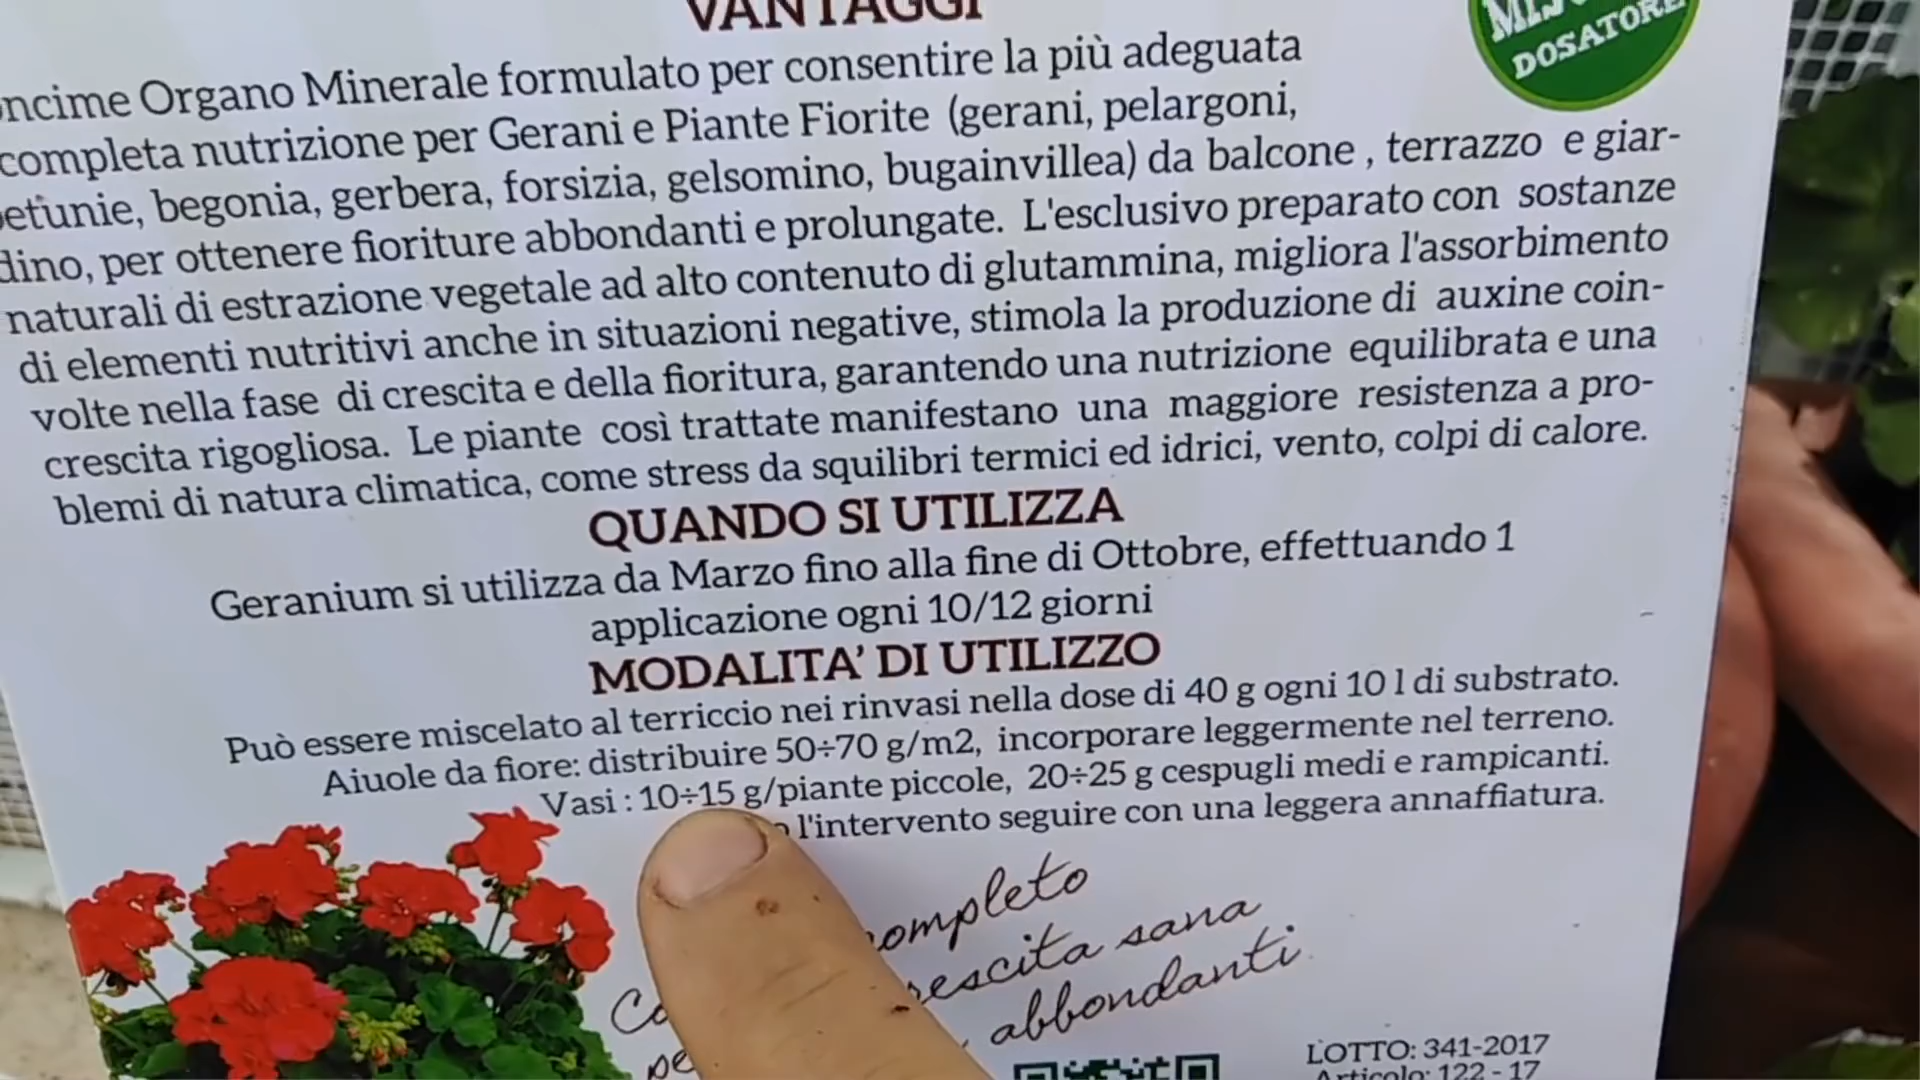 VANTAGGI
DOSATORE
Organo Minerale formulato per consentire la più adeguata
completa nutrizione per Gerani e Piante Fiorite (gerani, pelargoni,
begonia, gerbera, forsizia, gelsomino, bugainvillea) da balcone , terrazzo e giar-
dino, per ottenere fioriture abbondanti e prolungate. L'esclusivo preparato con sostanze
naturali di estrazione vegetale ad alto contenuto di glutammina, migliora l'assorbimento
di elementi nutritivi anche in situazioni negative, stimola la produzione di auxine coin-
volte nella fase di crescita e della fioritura, garantendo una nutrizione equilibrata e una
crescita rigogliosa. Le piante così trattate manifestano una maggiore resistenza a pro-
blemi di natura climatica, come stress da squilibri termici ed idrici, vento, colpi di calore.
QUANDO SI UTILIZZA
Geranium si utilizza da Marzo fino alla fine di Ottobre, effettuando 1
applicazione ogni 10/12 giorni
MODALITA' DI UTILIZZO
Può essere miscelato al terriccio nei rinvasi nella dose di 40 g ogni 10 l di substrato.
Aiuole da fiore: distribuire 50÷70 g/m2, incorporare leggermente nel terreno.
Vasi : 10÷15 g/piante piccole, 20÷25 g cespugli medi e rampicanti.
l'intervento seguire con una leggera annaffiatura.
sana
abbondanti
LOTTO: 341-2017
Articolo: 122 - 17